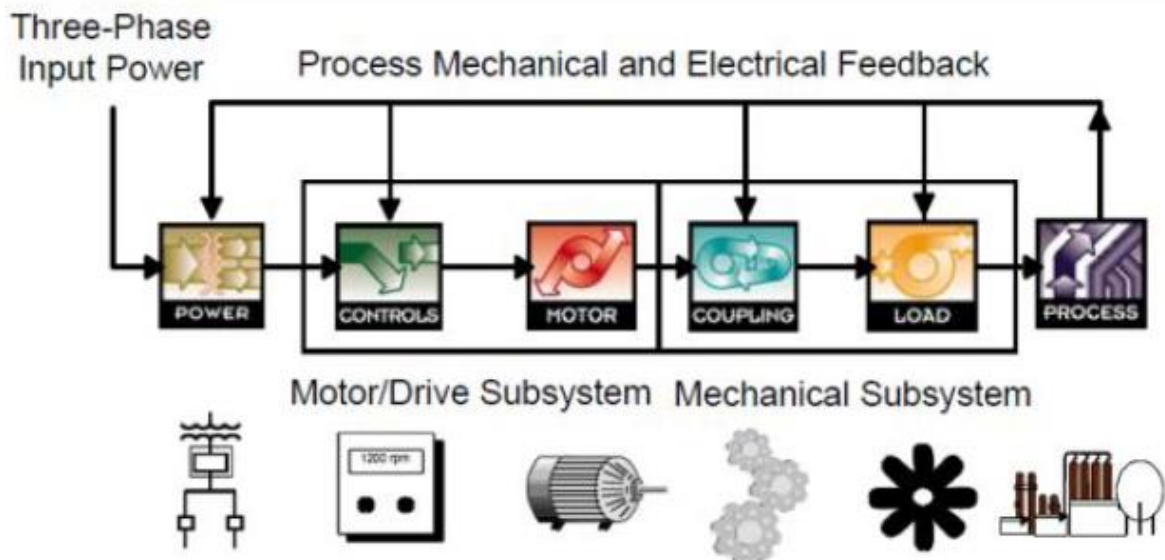 Three-Phase
Input Power
Process Mechanical and Electrical Feedback
POWER
CONTROLS
MOTOR
COUPLING
LOAD
PROCESS
Motor/Drive Subsystem
Mechanical Subsystem
1200 rpm